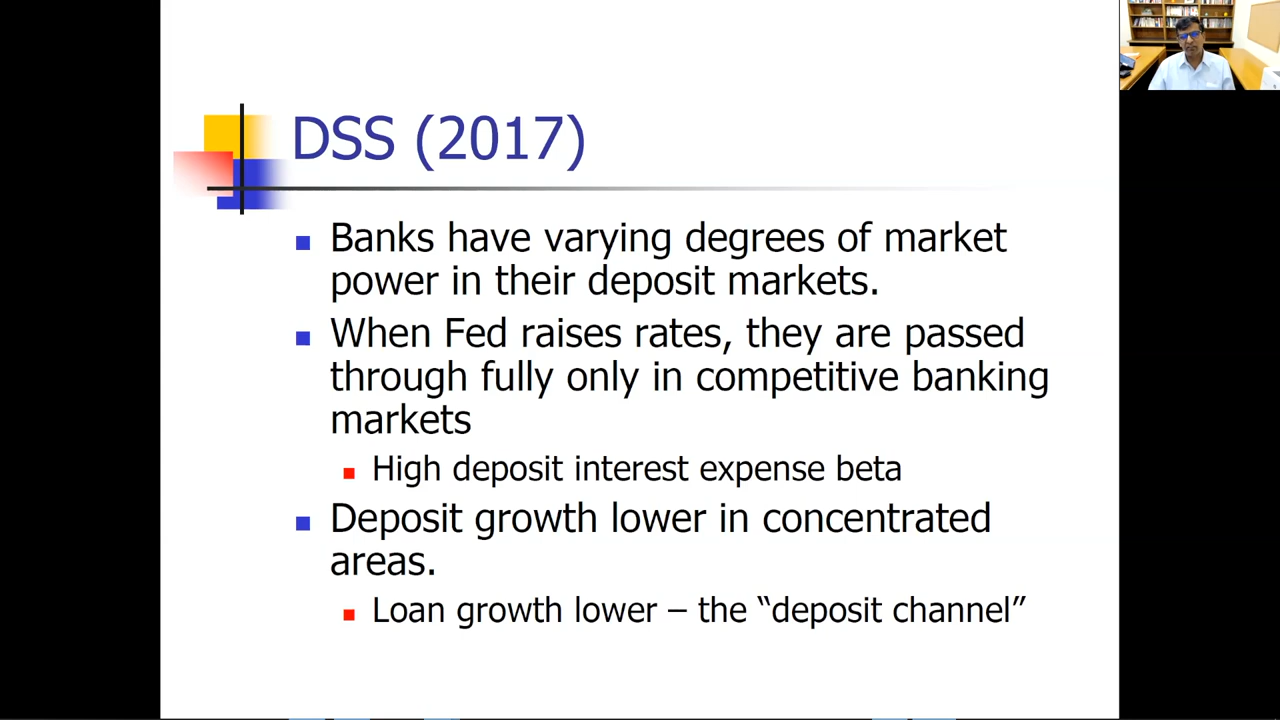 DSS (2017)
Banks have varying degrees of market
power in their deposit markets.
When Fed raises rates, they are passed
through fully only in competitive banking
markets
High deposit interest expense beta
Deposit growth lower in concentrated
areas.
Loan growth lower – the “deposit channel”